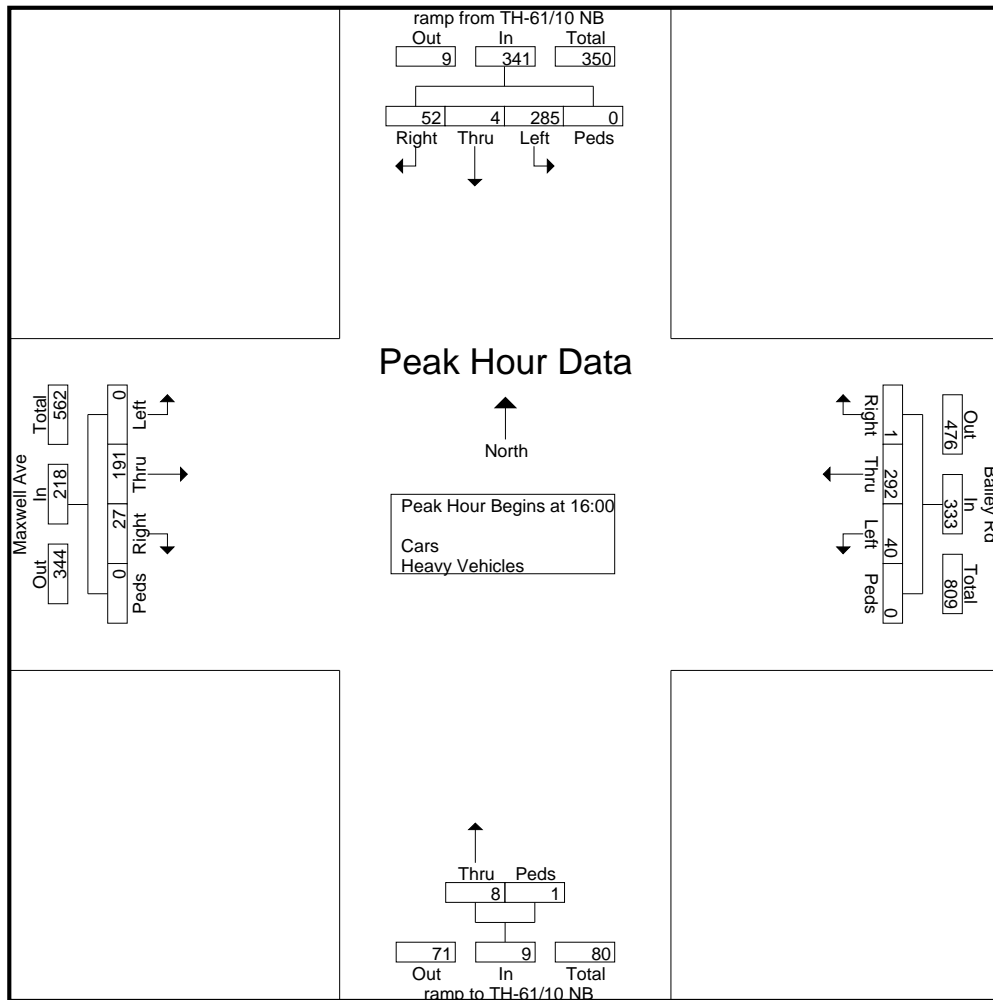 ramp from TH-61/10 NB
Out In Total
9 341 350
52 4 285 0
Right Thru Left Peds
Peak Hour Data
North
Peak Hour Begins at 16:00
Cars
Heavy Vehicles
Maxwell Ave
Out In Total
344 218 562
0 27 191 0
Peds Right Thru Left
Bailey Rd
Out In Total
476 333 809
1 292 40 0
Right Thru Left Peds
Thru Peds
8 1
71 9 80
Out In Total
ramp to TH-61/10 NB